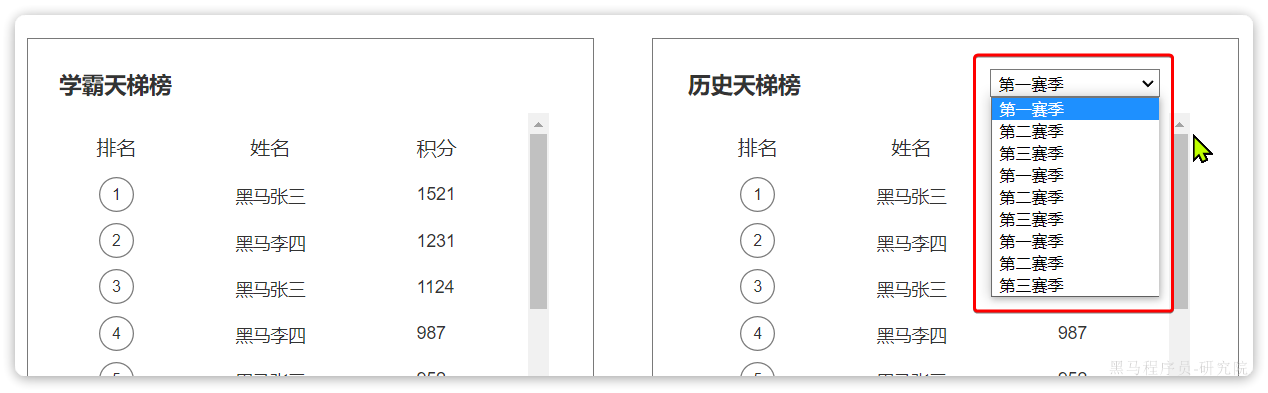 学霸天梯榜
排名 姓名 积分
1 黑马张三 1521
2 黑马李四 1231
3 黑马张三 1124
4 黑马李四 987
历史天梯榜
第一赛季
第一赛季
第二赛季
第三赛季
第一赛季
第二赛季
第三赛季
第一赛季
第二赛季
第三赛季
排名 姓名
1 黑马张三
2 黑马李四
3 黑马张三
4 黑马李四 987
黑马程序员-研究院